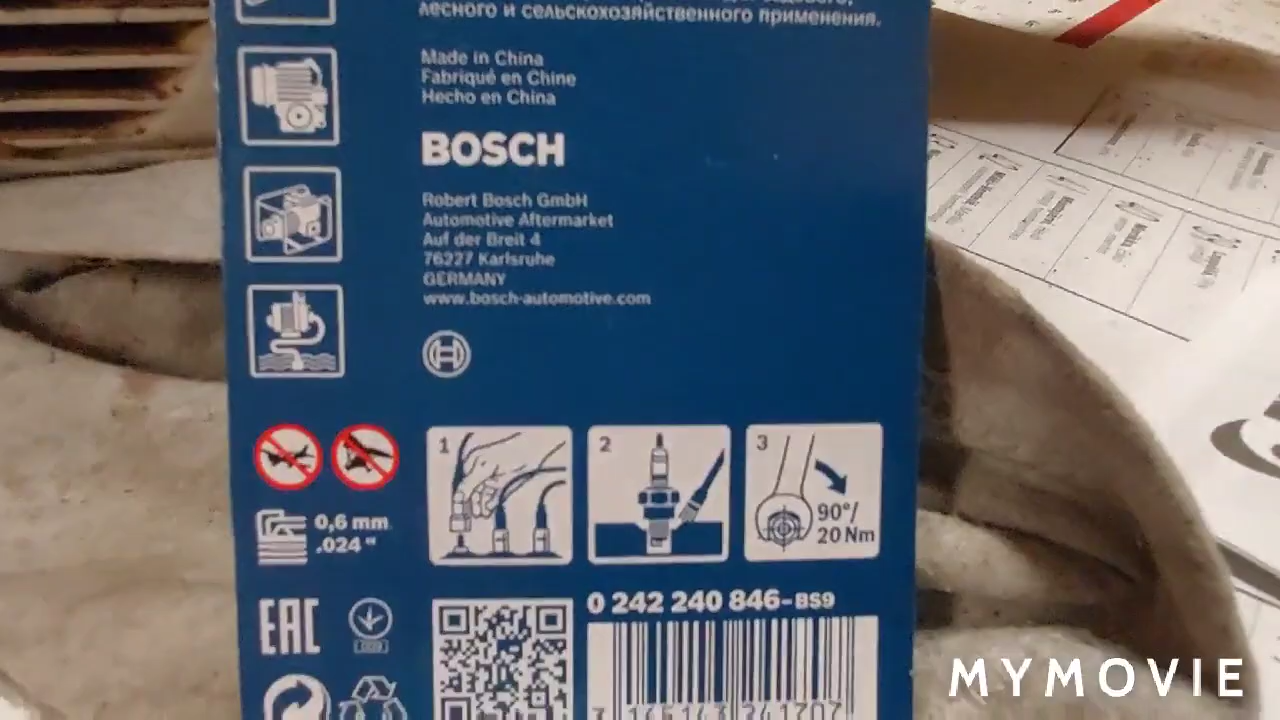 лесного и сельскохозяйственного применения.
Made in China
Fabriqué en Chine
Hecho en China
BOSCH
Robert Bosch GmbH
Automotive Aftermarket
Auf der Breit 4
76227 Karlsruhe
GERMANY
www.bosch-automotive.com
1
2
3
90°/
20 Nm
0,6 mm
.024"
0 242 240 846-BS9
EAC
MYMOVIE